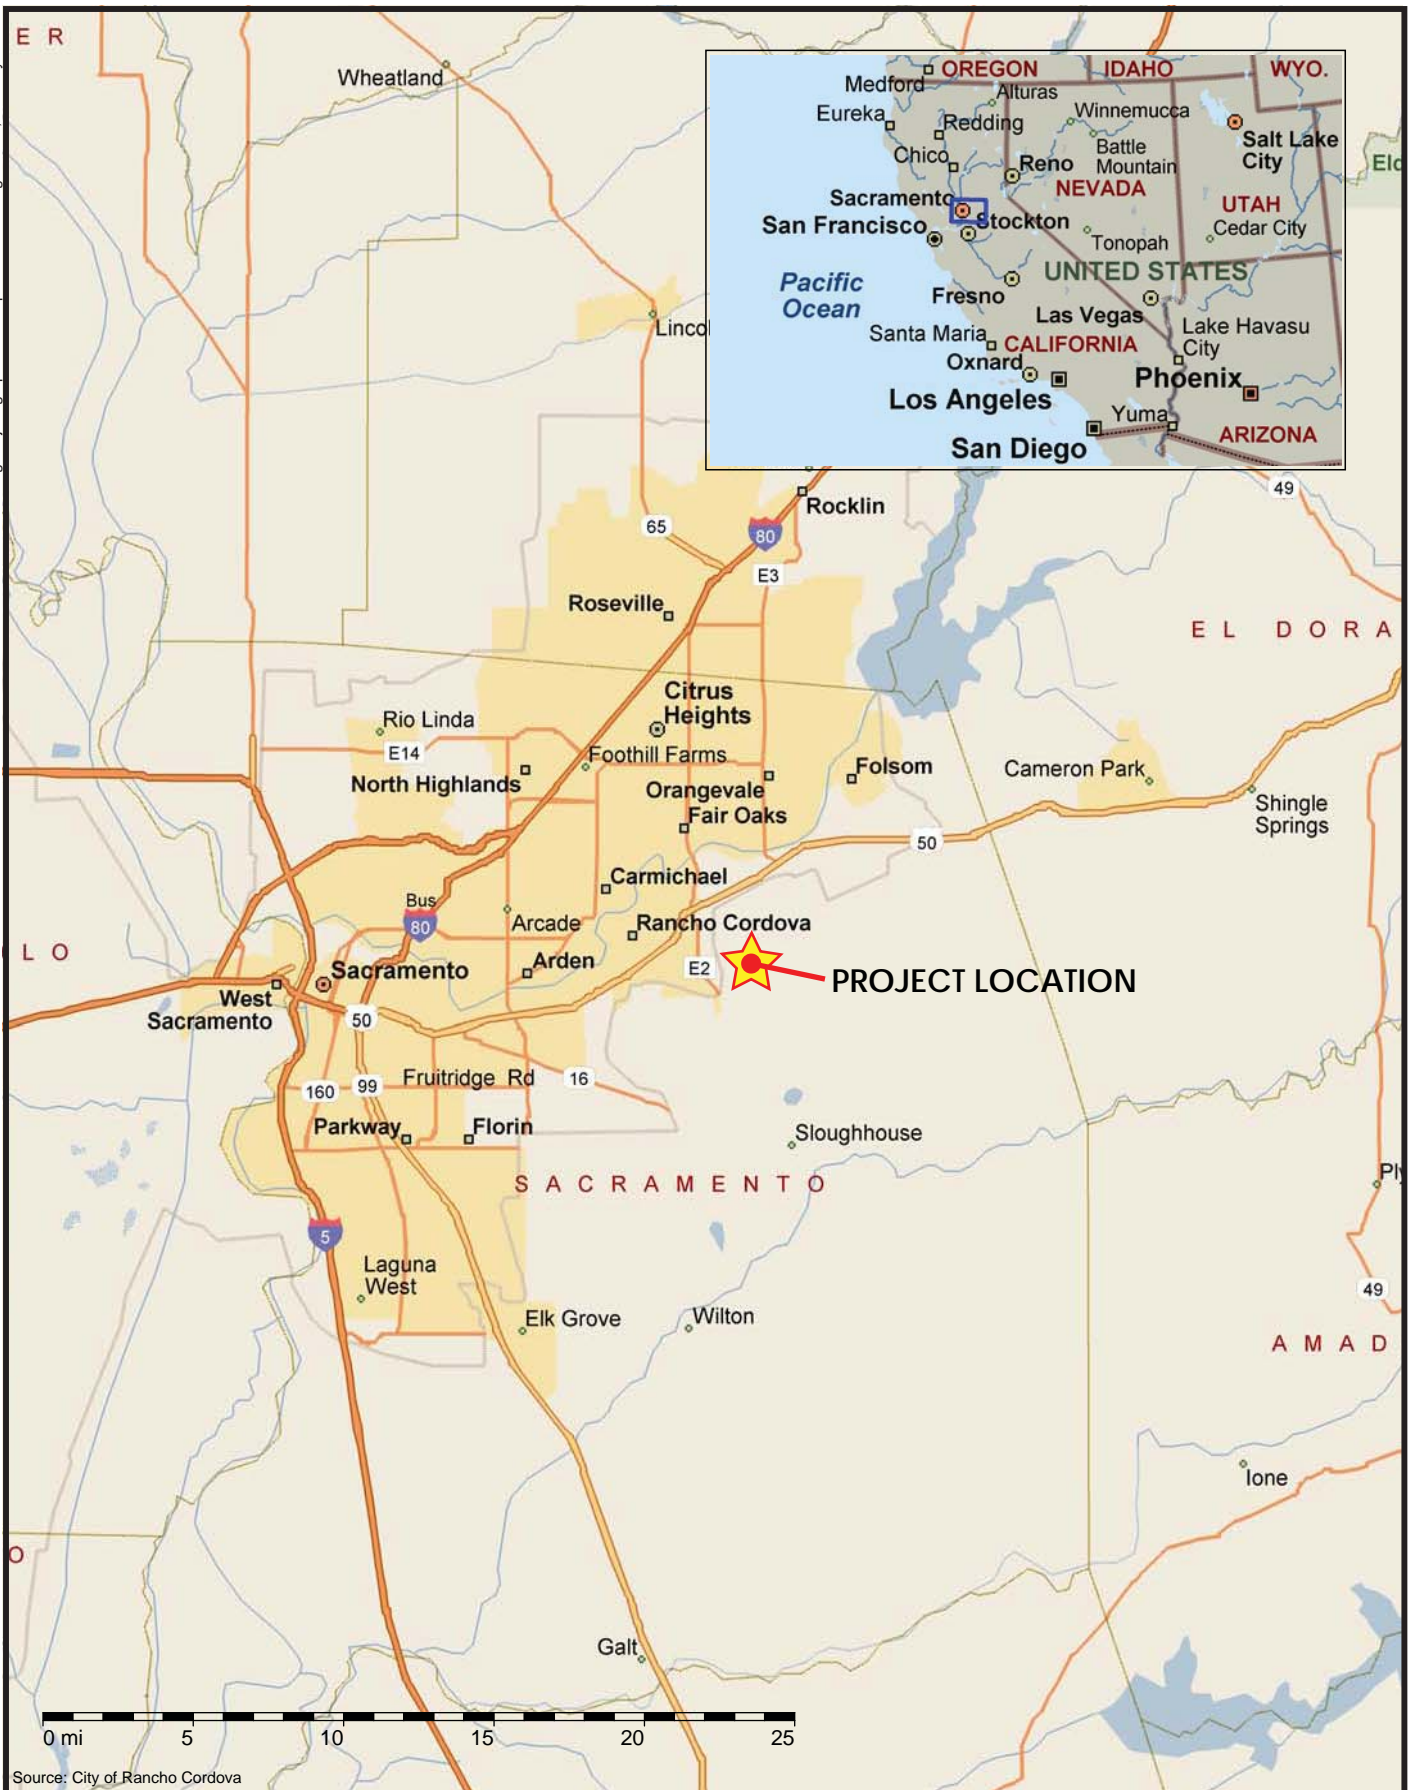 E R
Wheatland
OREGON
IDAHO
WYO.
Medford
Alturas
Eureka
Winnemucca
Redding
Salt Lake
City
Battle
Mountain
Chico
Reno
NEVADA
Sacramento
UTAH
Stockton
San Francisco
Cedar City
Tonopah
UNITED STATES
Pacific
Ocean
Fresno
Las Vegas
Lake Havasu
City
Santa Maria
CALIFORNIA
Oxnard
Phoenix
Los Angeles
Yuma
ARIZONA
San Diego
Eld
Lincol
49
Rocklin
65
80
E3
Roseville
E L D O R A
Citrus
Heights
Rio Linda
E14
Foothill Farms
North Highlands
Orangevale
Folsom
Cameron Park
Fair Oaks
Shingle
Springs
50
Carmichael
Bus
80
Arcade
Rancho Cordova
L O
Arden
E2
Sacramento
PROJECT LOCATION
West
Sacramento
50
160
99
Fruitridge Rd
16
Parkway
Florin
Sloughhouse
S A C R A M E N T O
Ply
5
Laguna
West
49
Elk Grove
Wilton
A M A D
Ione
O
Galt
0 mi
5
10
15
20
25
Source: City of Rancho Cordova